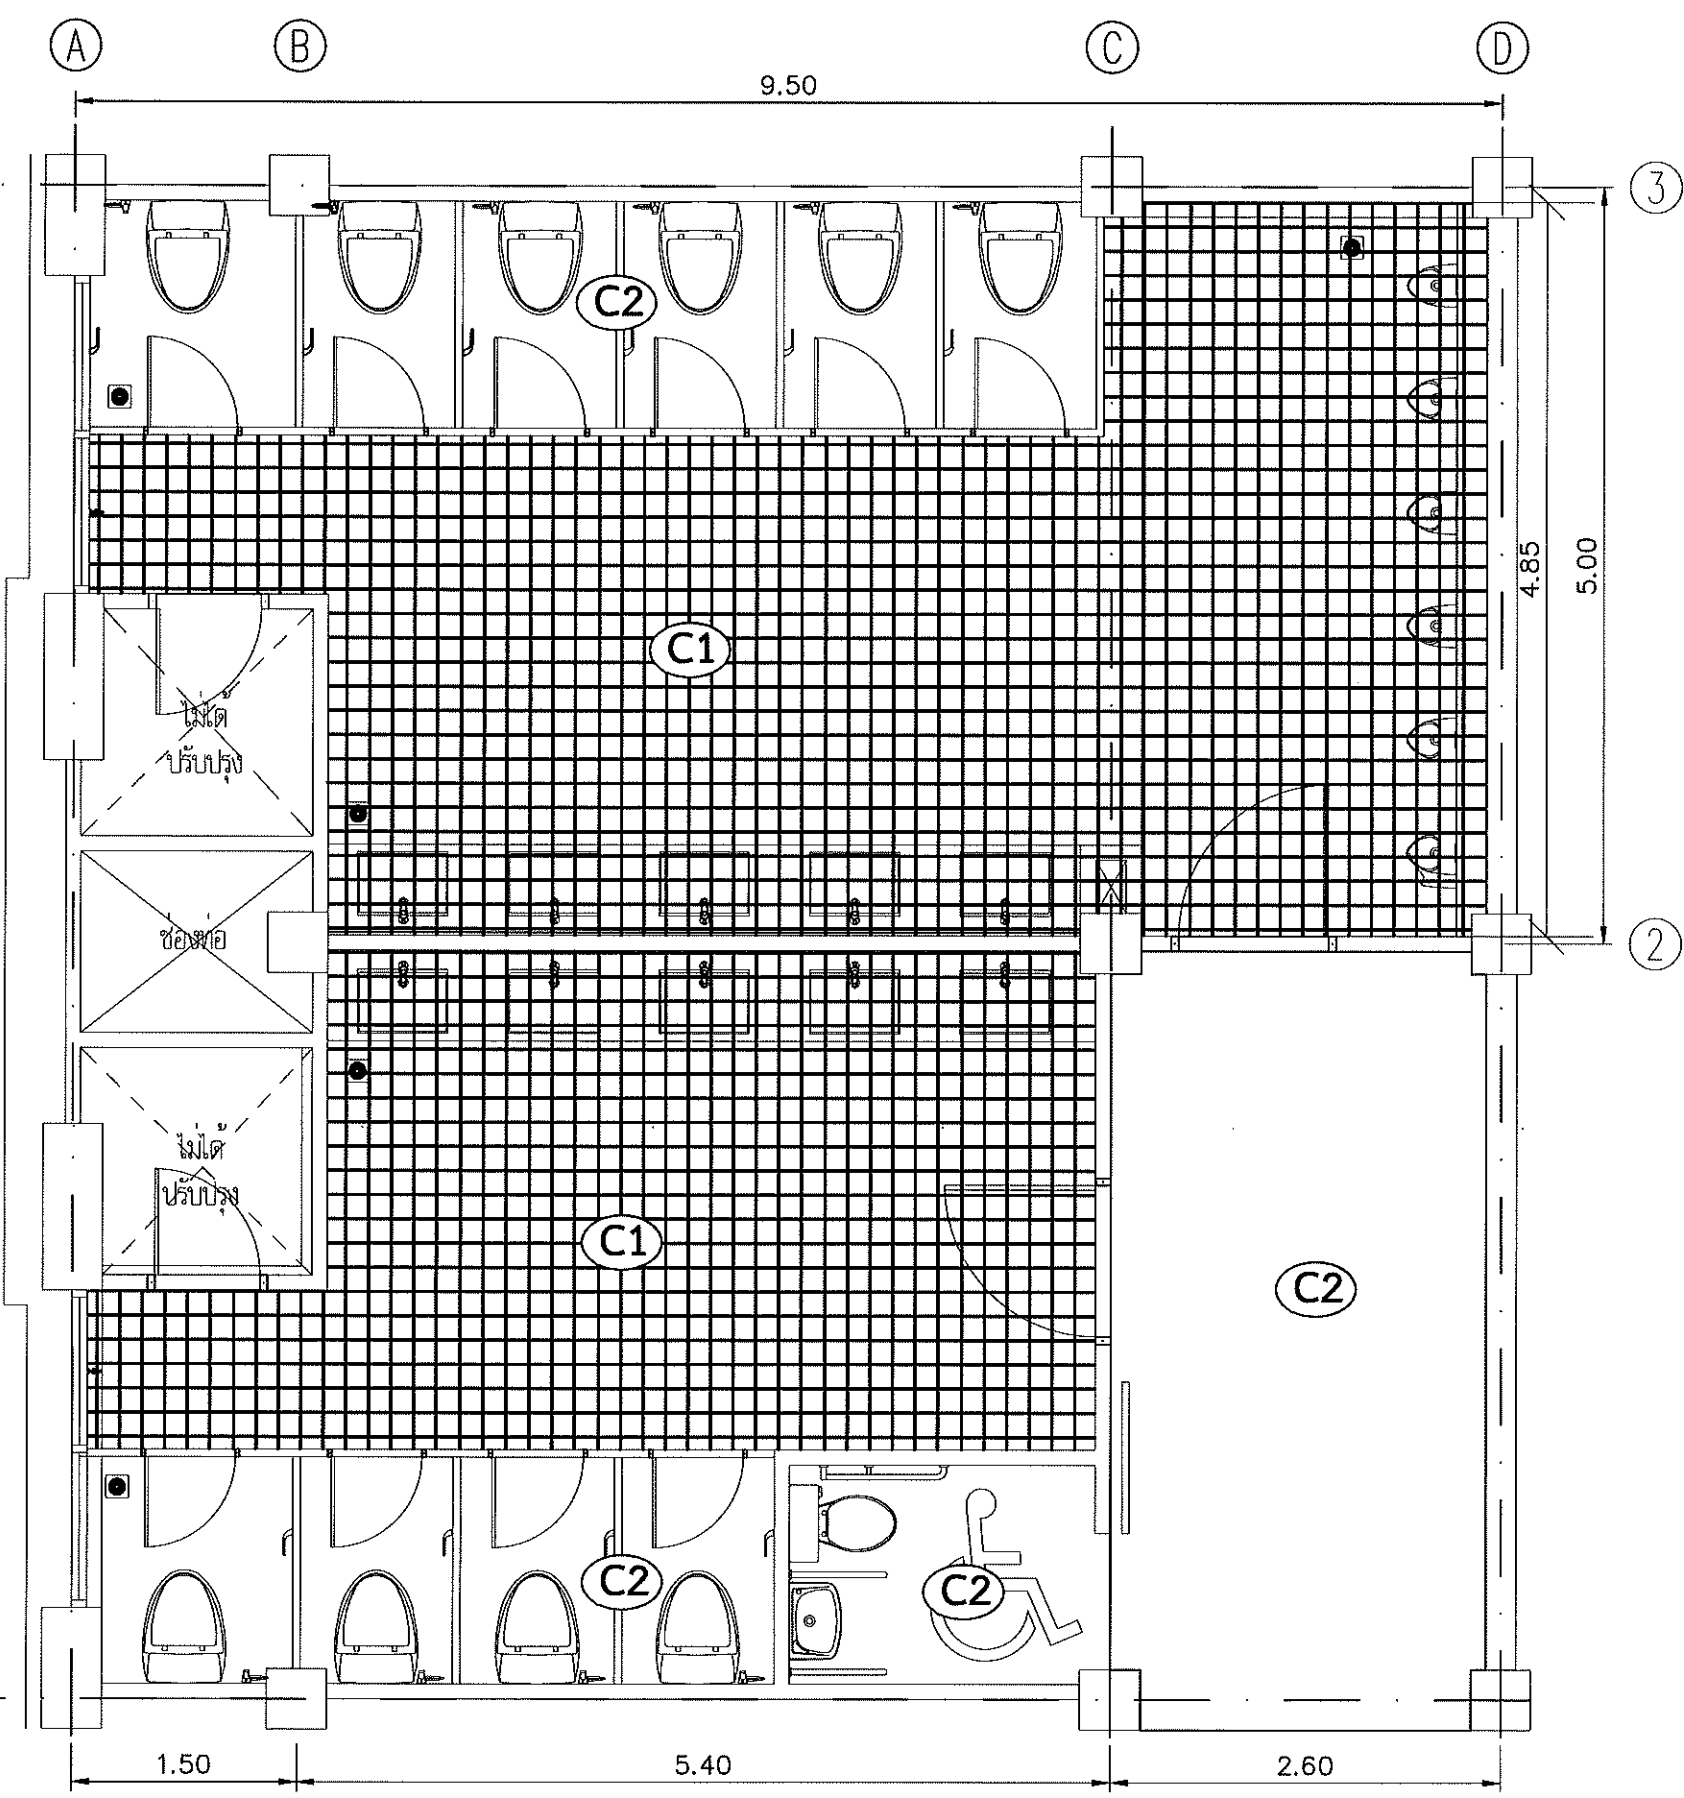 A B C D
9.50
3
C2
C1
4.85
5.00
ไม่ได้
ปรับปรุง
ช่องท่อ
2
ไม่ได้
ปรับปรุง
C1
C2
C2
C2
1.50 5.40 2.60